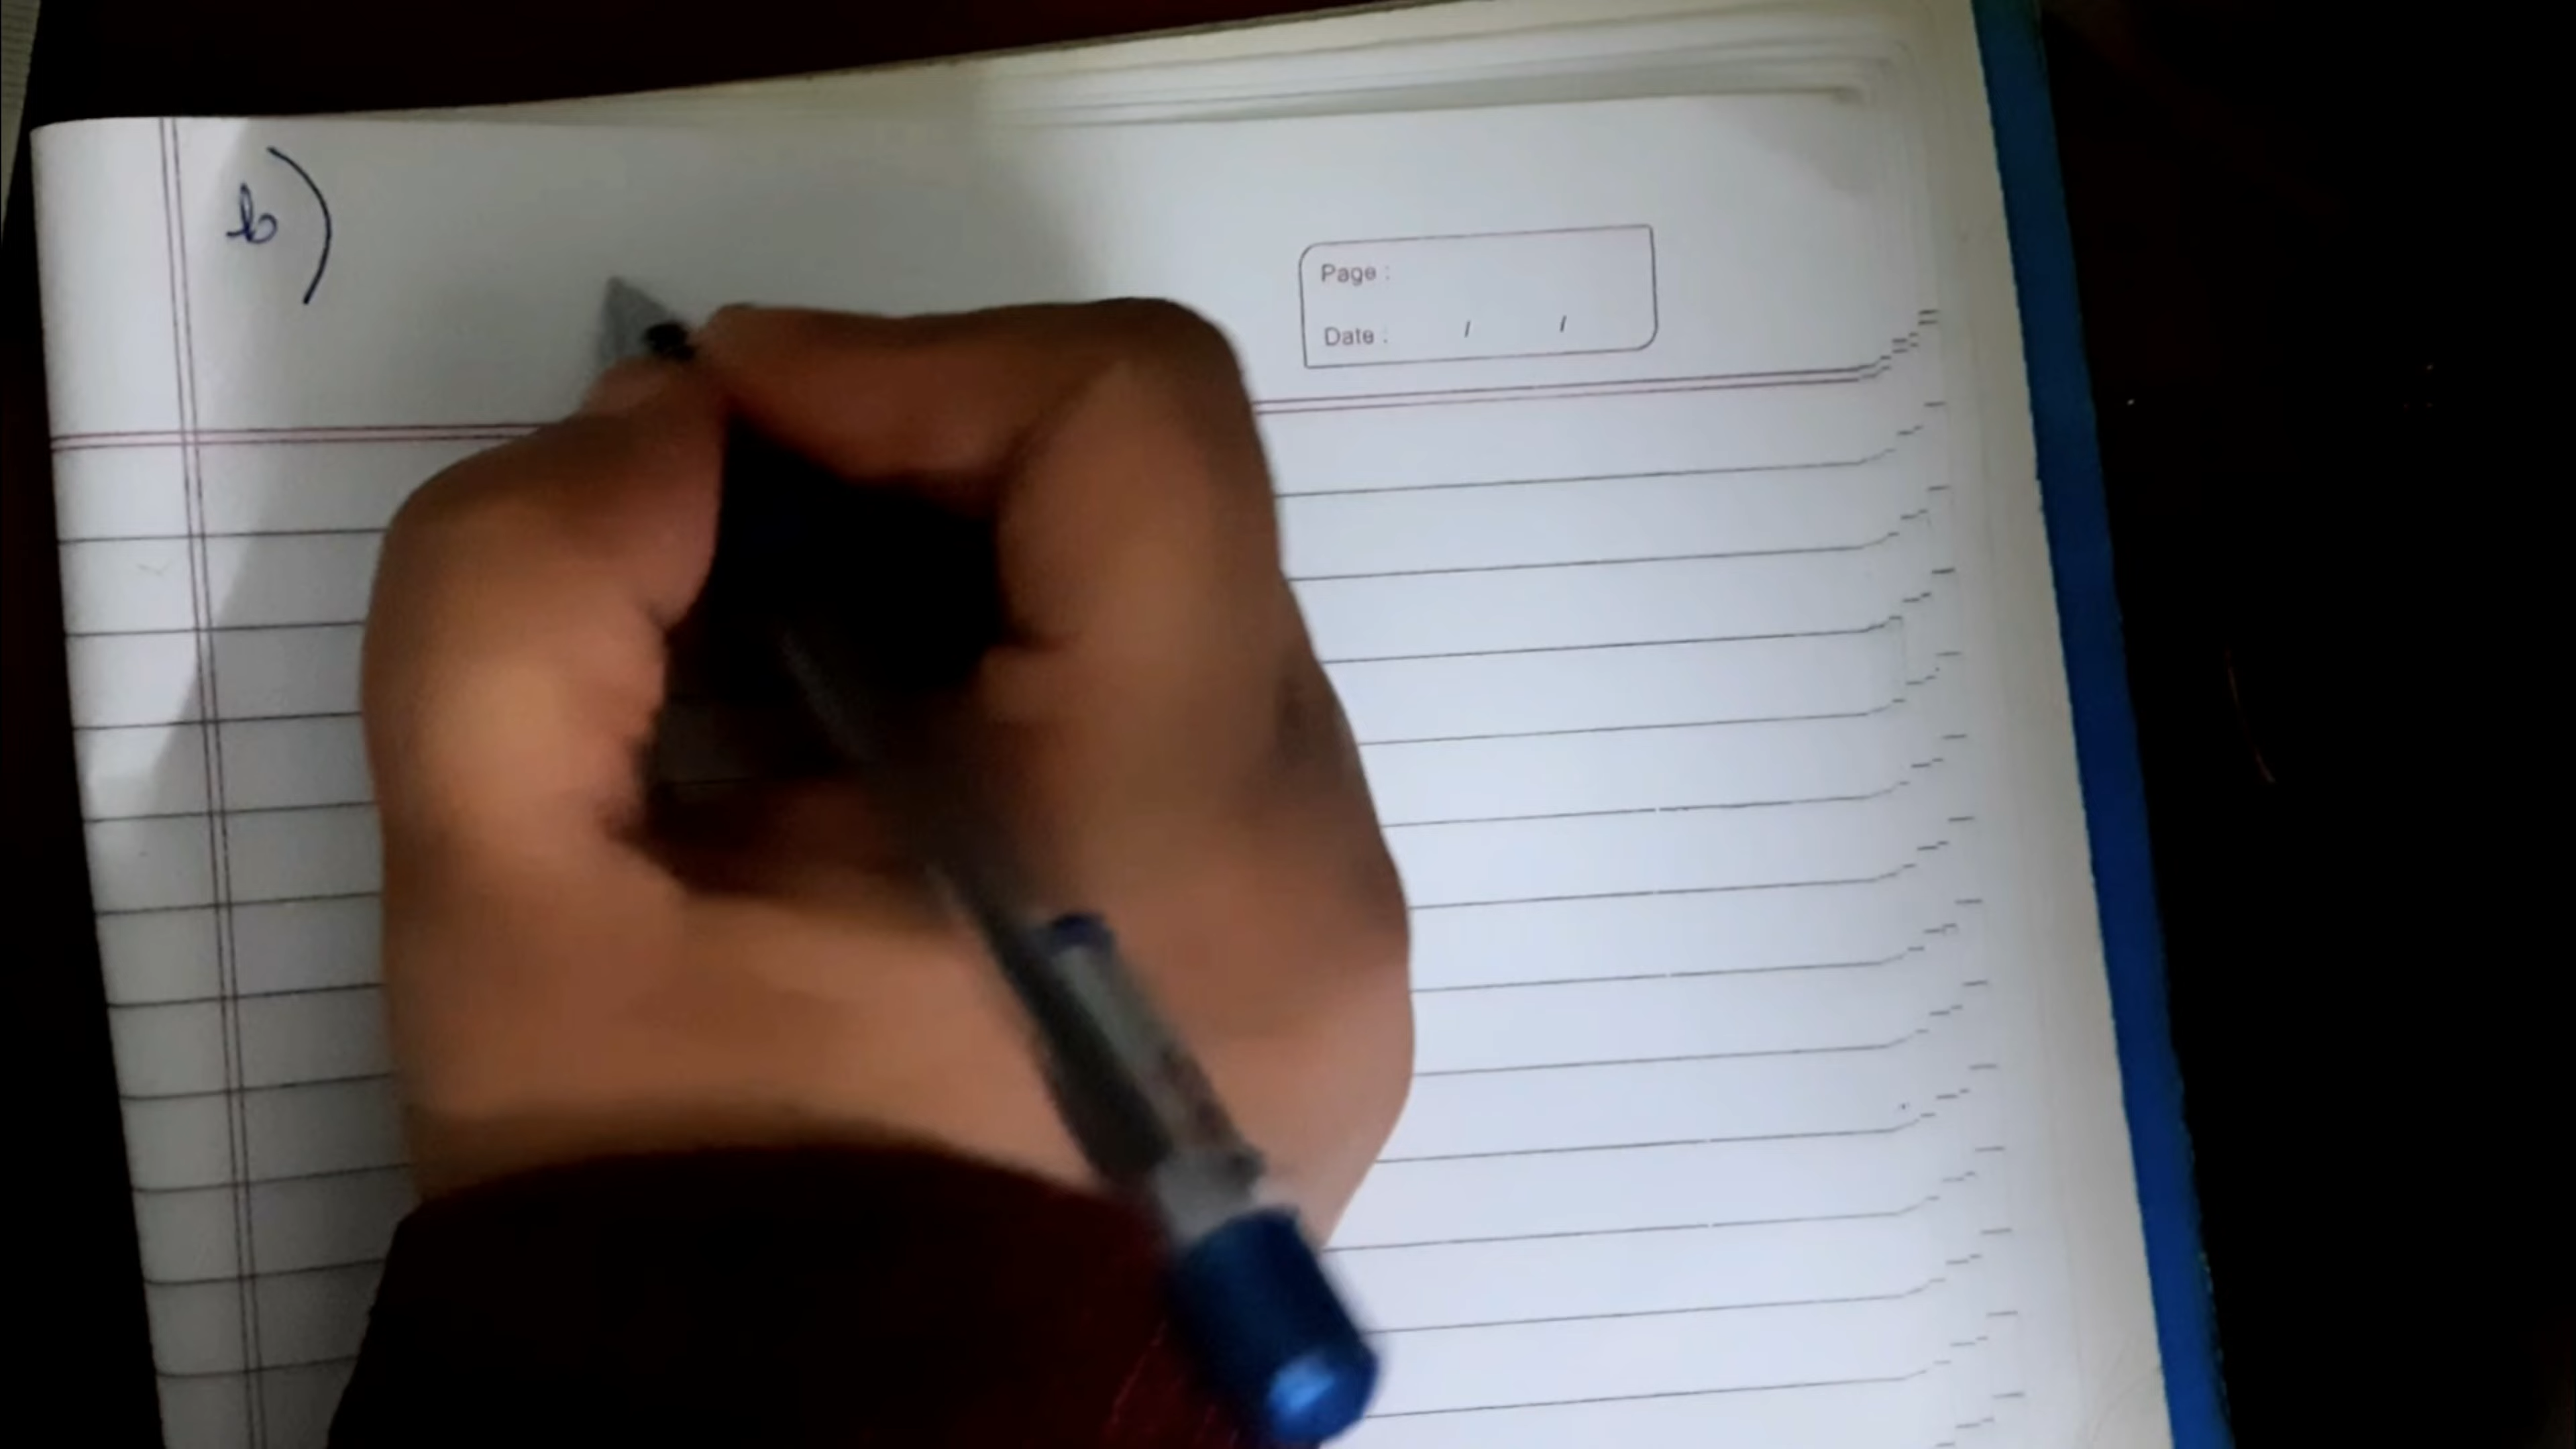 b)
Page :
Date : / /